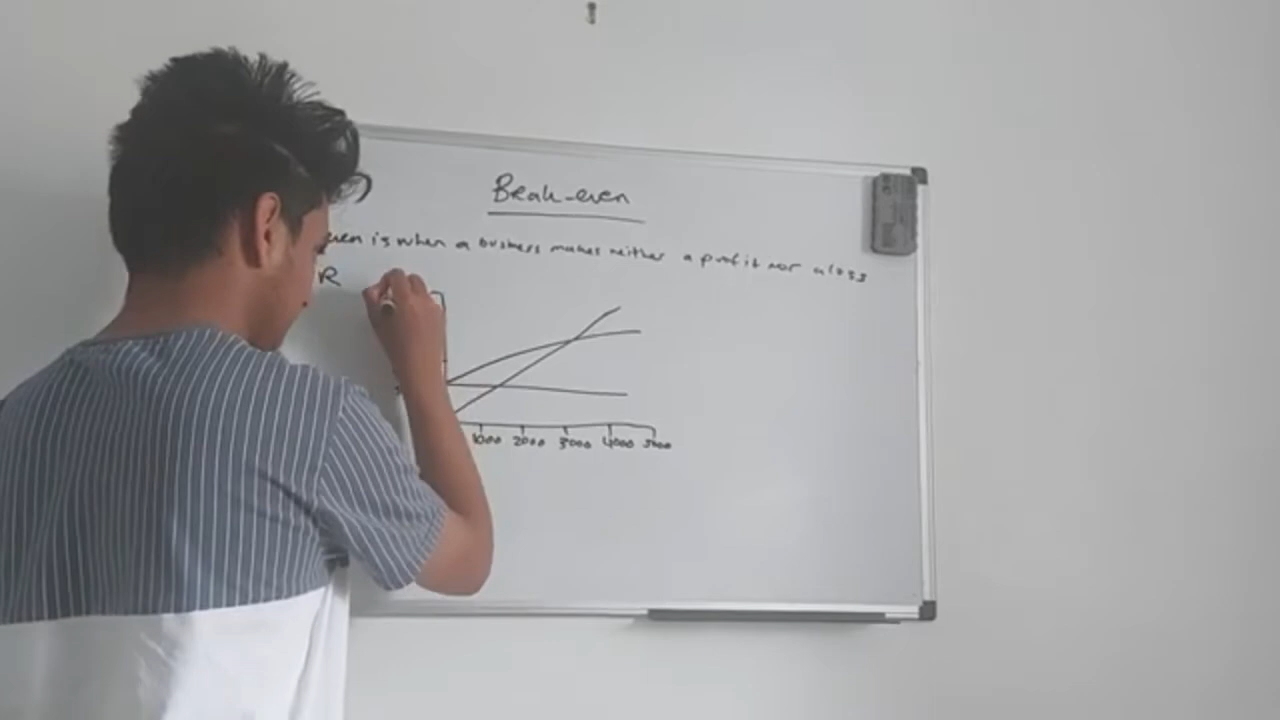 Break-even
even is when a business makes neither a profit nor a loss
R
1000 2000 3000 4000 5000